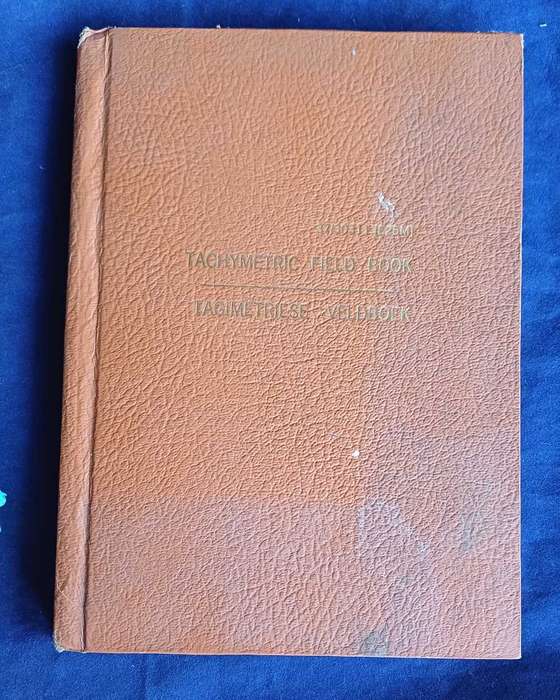 TACHYMETRIC FIELD BOOK
TAGIMETRIESE VELDBOEK